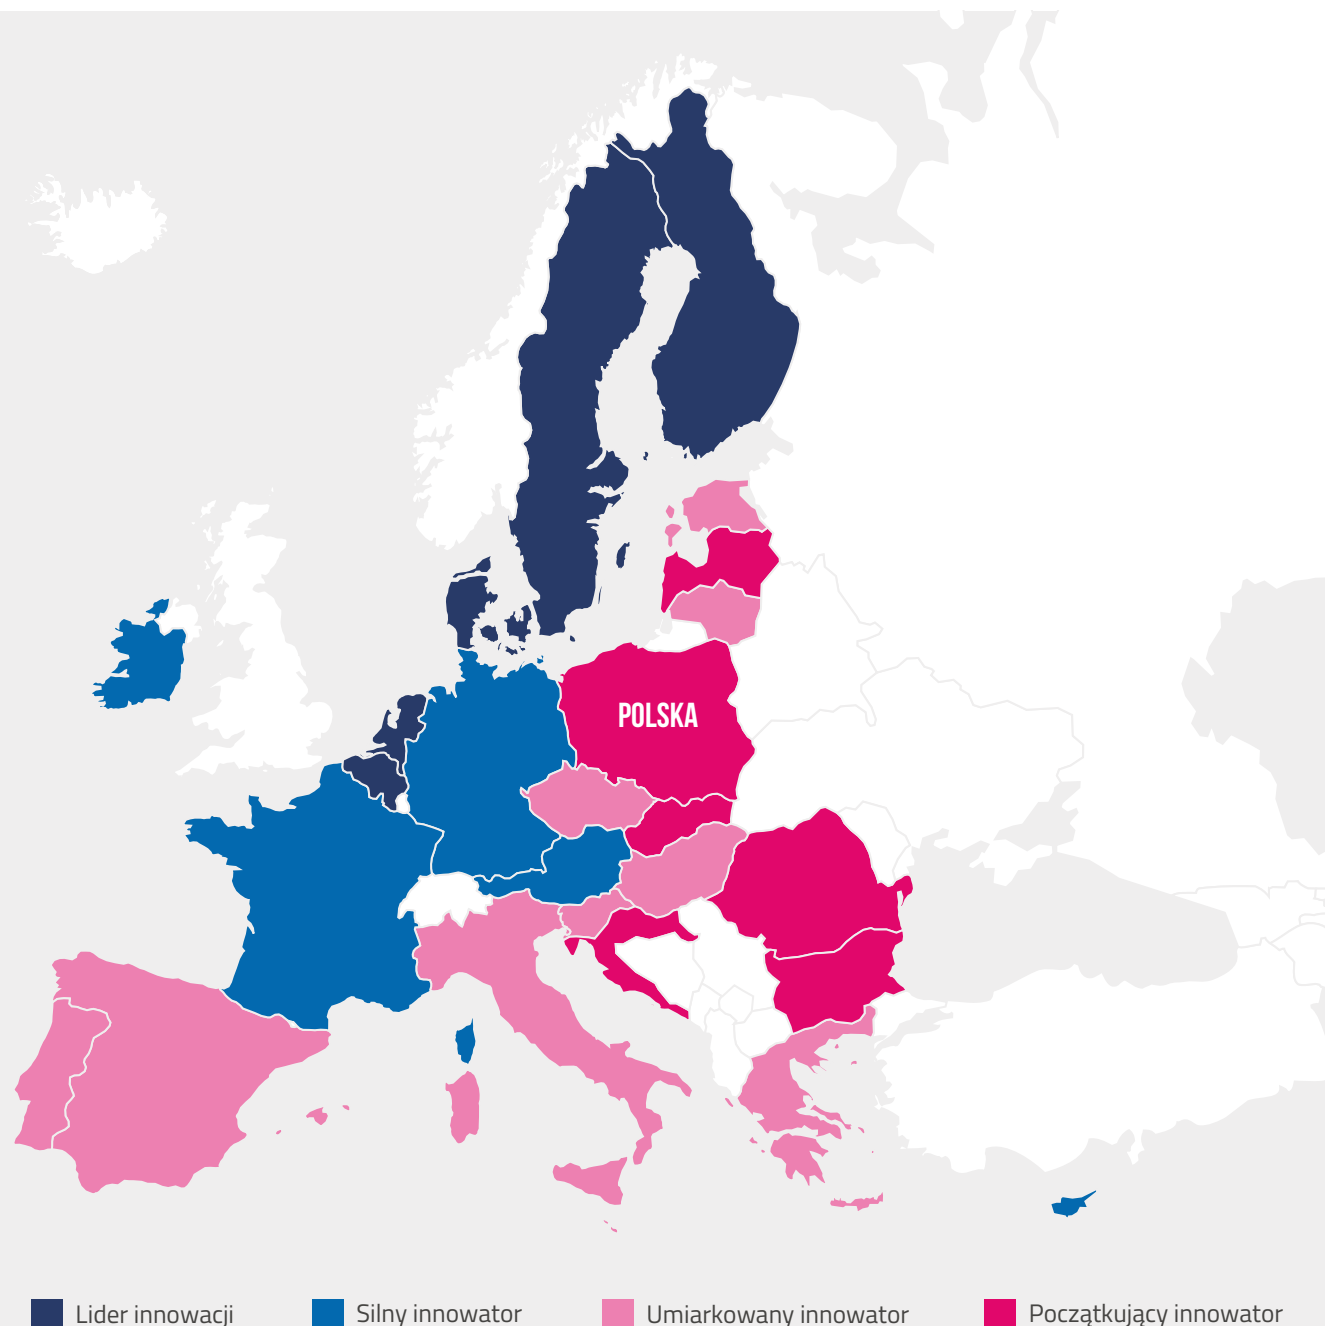 POLSKA
Lider innowacji
Silny innowator
Umiarkowany innowator
Początkujący innowator